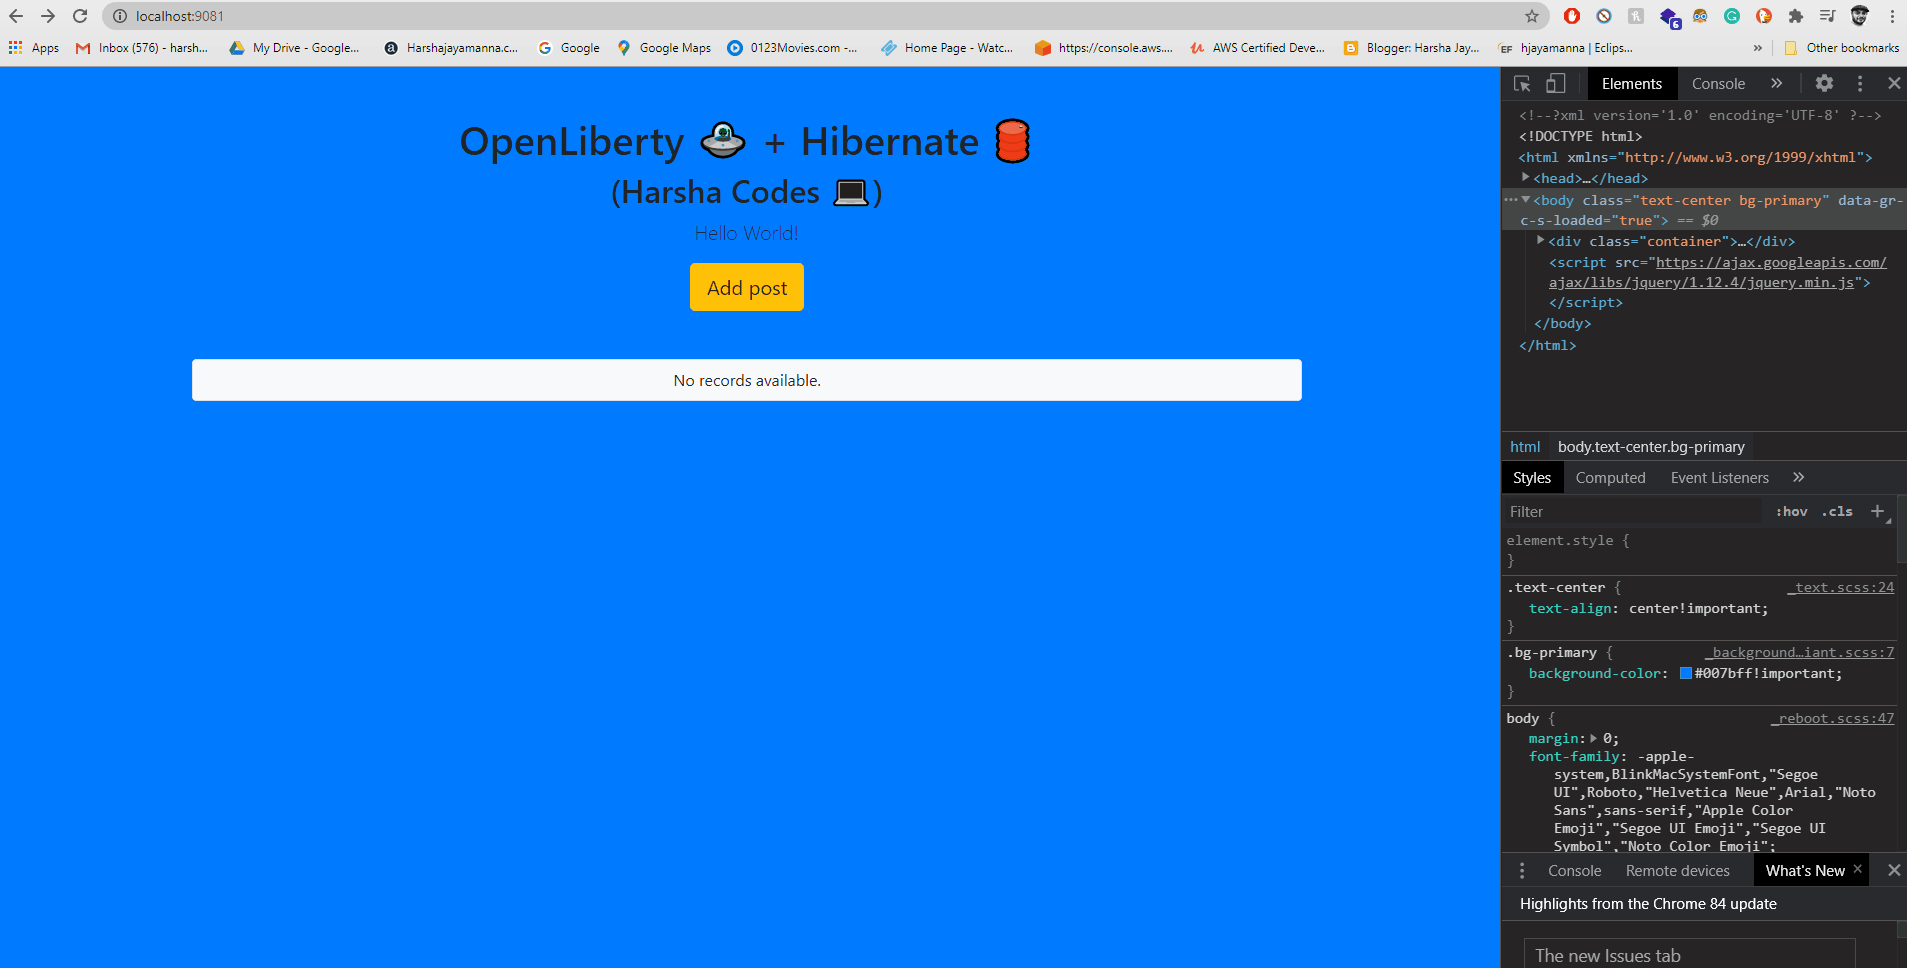 localhost:9081
Apps Inbox (576) - harsh... My Drive - Google... Harshajayamanna.c... Google Google Maps 0123Movies.com -... Home Page - Watc... https://console.aws.... AWS Certified Deve... Blogger: Harsha Jay... EF hjayamanna | Eclips... » Other bookmarks
6
OpenLiberty 🛸 + Hibernate 🛢
(Harsha Codes 💻)
Hello World!
Add post
No records available.
Elements Console »
<!--?xml version='1.0' encoding='UTF-8' ?-->
<!DOCTYPE html>
<html xmlns="http://www.w3.org/1999/xhtml">
<head>…</head>
<body class="text-center bg-primary" data-gr-
c-s-loaded="true"> == $0
<div class="container">…</div>
<script src="https://ajax.googleapis.com/
ajax/libs/jquery/1.12.4/jquery.min.js">
</script>
</body>
</html>
html body.text-center.bg-primary
Styles Computed Event Listeners »
Filter :hov .cls +
element.style {
}
.text-center { _text.scss:24
text-align: center!important;
}
.bg-primary { _background…iant.scss:7
background-color: #007bff!important;
}
body { _reboot.scss:47
margin: 0;
font-family: -apple-
system,BlinkMacSystemFont,"Segoe
UI",Roboto,"Helvetica Neue",Arial,"Noto
Sans",sans-serif,"Apple Color
Emoji","Segoe UI Emoji","Segoe UI
Symbol","Noto Color Emoji";
Console Remote devices What's New
Highlights from the Chrome 84 update
The new Issues tab